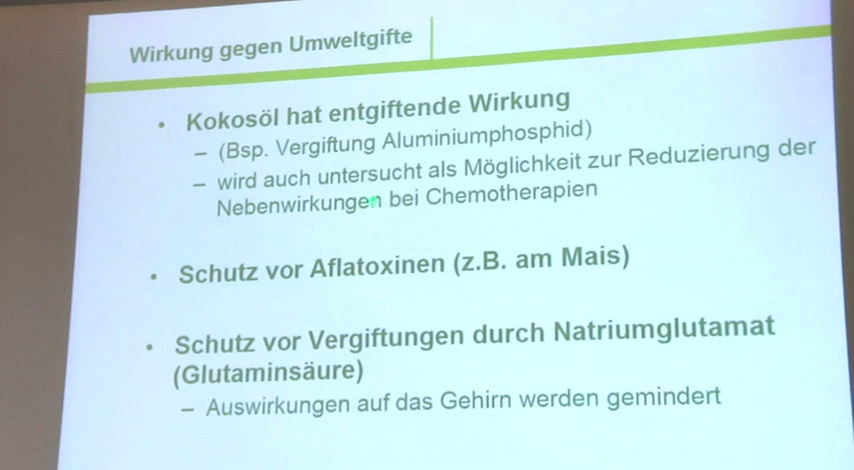 Wirkung gegen Umweltgifte
• Kokosöl hat entgiftende Wirkung
– (Bsp. Vergiftung Aluminiumphosphid)
– wird auch untersucht als Möglichkeit zur Reduzierung der
Nebenwirkungen bei Chemotherapien
• Schutz vor Aflatoxinen (z.B. am Mais)
• Schutz vor Vergiftungen durch Natriumglutamat
(Glutaminsäure)
– Auswirkungen auf das Gehirn werden gemindert